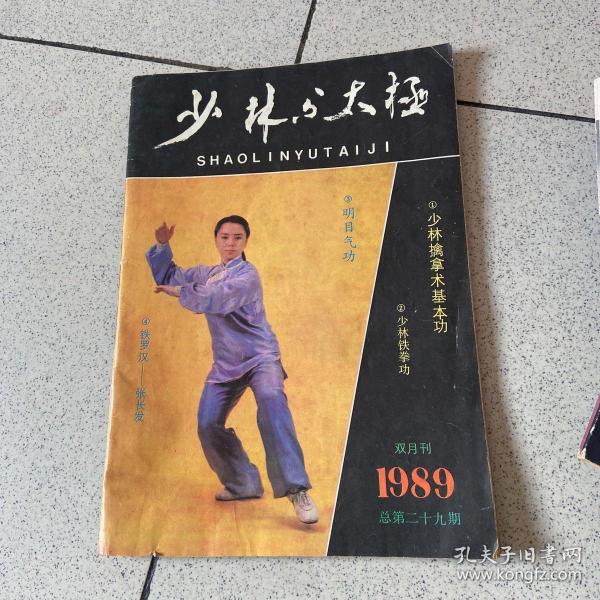 少林与太極
SHAOLINYUTAIJI
①少林擒拿术基本功
②少林铁拳功
③明目气功
④铁罗汉——张长发
双月刊
1989
总第二十九期
孔夫子旧书网
www.kongfz.com